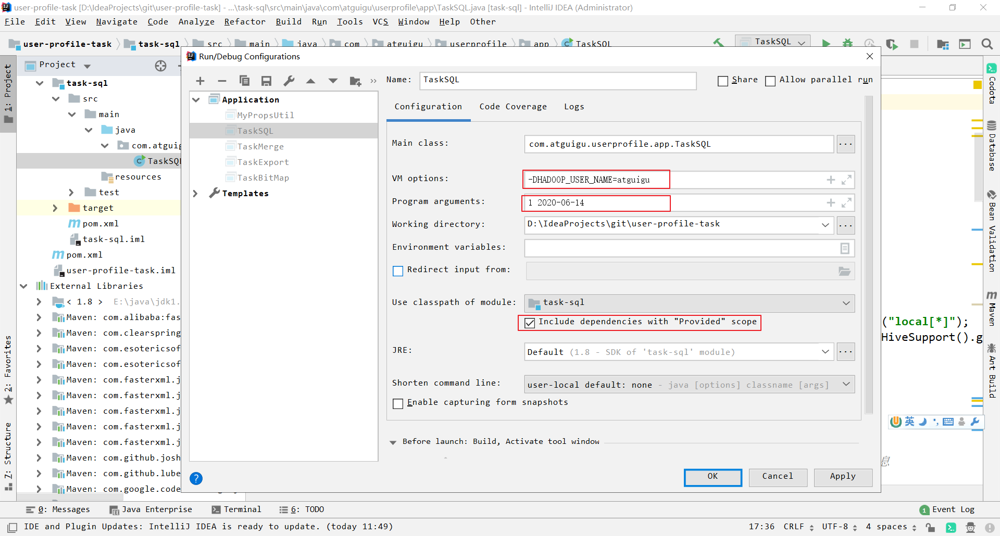 user-profile-task [D:\IdeaProjects\git\user-profile-task] - ...\task-sql\src\main\java\com\atguigu\userprofile\app\TaskSQL.java [task-sql] - IntelliJ IDEA (Administrator)
File Edit View Navigate Code Analyze Refactor Build Run Tools VCS Window Help Other
user-profile-task task-sql src main java com atguigu userprofile app TaskSQL
TaskSQL
Project
task-sql
src
main
java
com.atguig
TaskSQL
resources
test
target
pom.xml
task-sql.iml
pom.xml
user-profile-task.iml
External Libraries
< 1.8 > E:\java\jdk1.
Maven: com.alibaba:fas
Maven: com.clearspring
Maven: com.esotericsof
Maven: com.esotericsof
Maven: com.fasterxml.j
Maven: com.fasterxml.j
Maven: com.fasterxml.j
Maven: com.fasterxml.j
Maven: com.fasterxml.j
Maven: com.github.josh
Maven: com.github.lube
Maven: com.google.code
1: Project
2: Favorites
7: Structure
Run/Debug Configurations
Application
MyPropsUtil
TaskSQL
TaskMerge
TaskExport
TaskBitMap
Templates
Name: TaskSQL
Share Allow parallel run
Configuration Code Coverage Logs
Main class: com.atguigu.userprofile.app.TaskSQL ...
VM options: -DHADOOP_USER_NAME=atguigu
Program arguments: 1 2020-06-14
Working directory: D:\IdeaProjects\git\user-profile-task ...
Environment variables:
Redirect input from:
Use classpath of module: task-sql
Include dependencies with "Provided" scope
JRE: Default (1.8 - SDK of 'task-sql' module) ...
Shorten command line: user-local default: none - java [options] classname [args]
Enable capturing form snapshots
Before launch: Build, Activate tool window
OK Cancel Apply
("local[*]");
HiveSupport().g
英
息
Codota
Database
Bean Validation
Maven
Ant Build
0: Messages Java Enterprise Terminal 6: TODO
1 Event Log
IDE and Plugin Updates: IntelliJ IDEA is ready to update. (today 11:49)
17:36 CRLF UTF-8 4 spaces